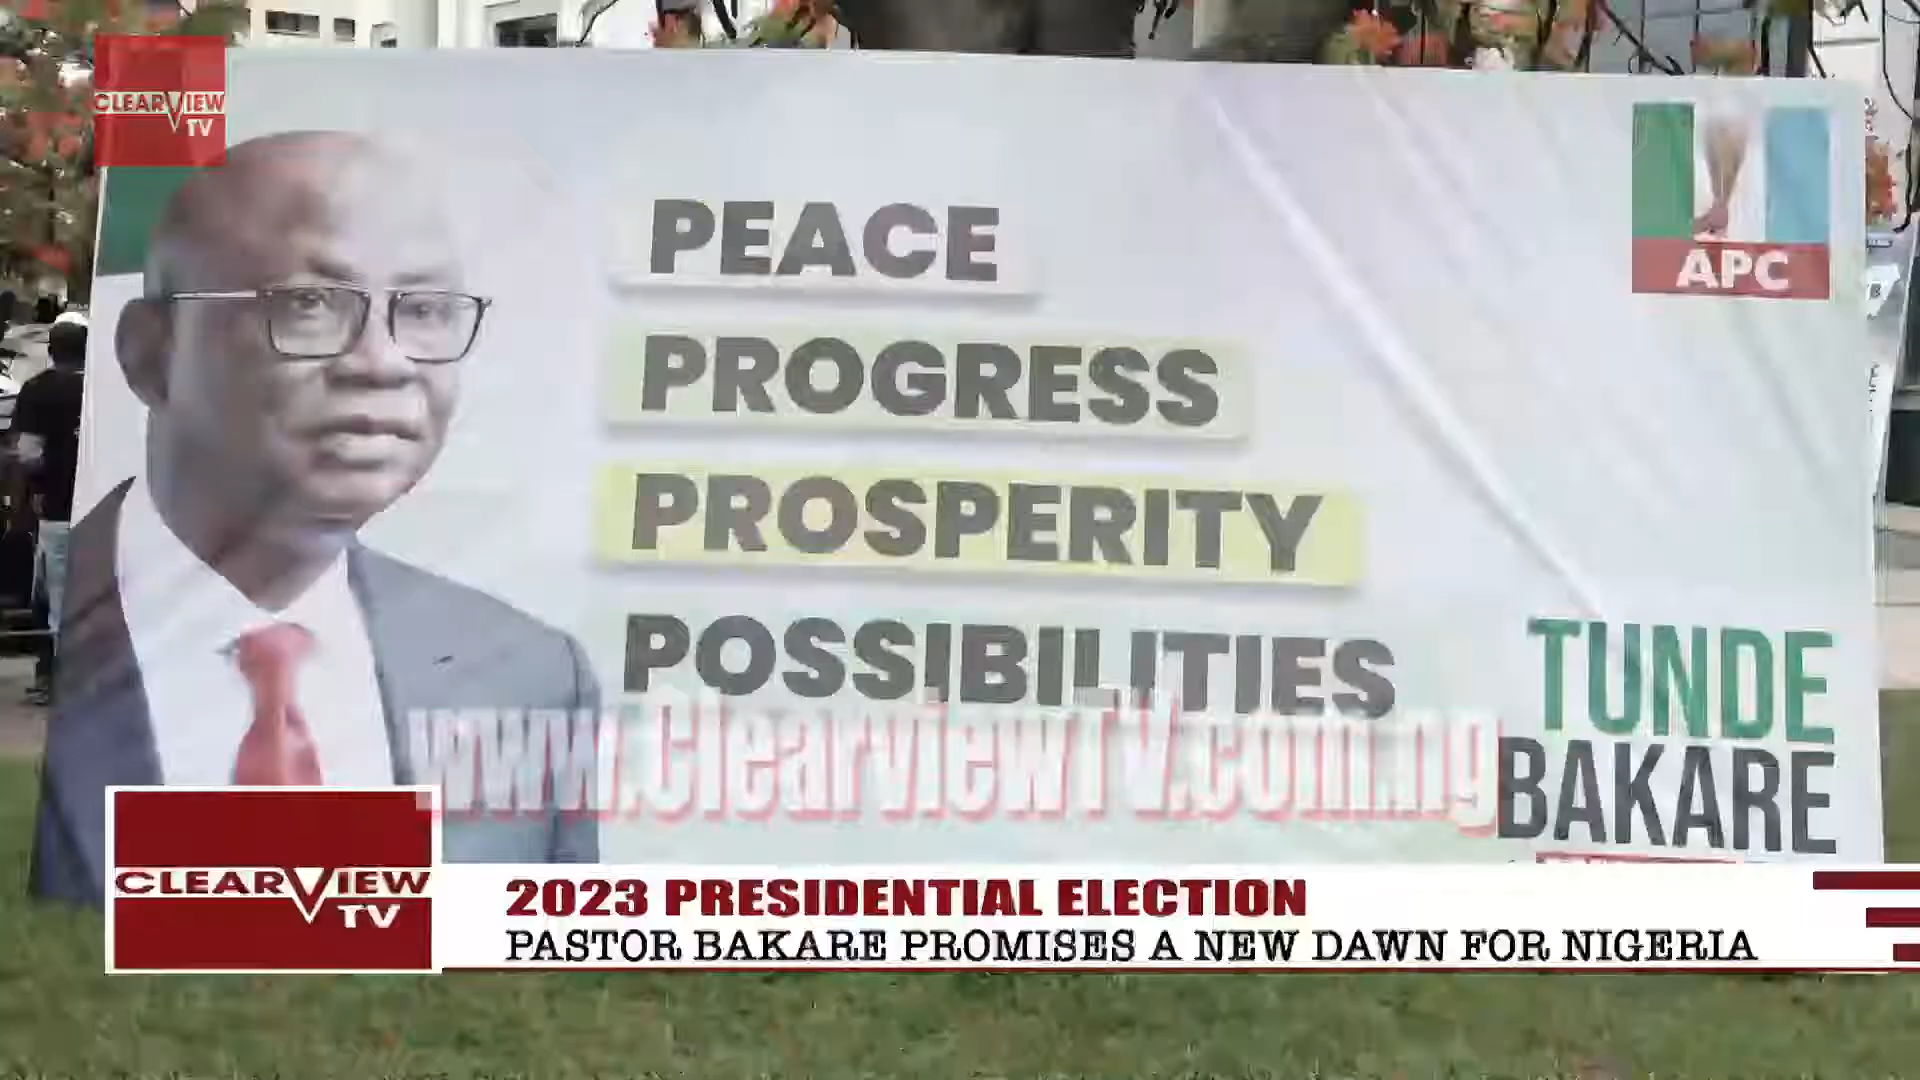 CLEARVIEW
TV
APC
PEACE
PROGRESS
PROSPERITY
POSSIBILITIES
TUNDE
BAKARE
www.ClearviewTV.com.ng
CLEARVIEW
TV
2023 PRESIDENTIAL ELECTION
PASTOR BAKARE PROMISES A NEW DAWN FOR NIGERIA